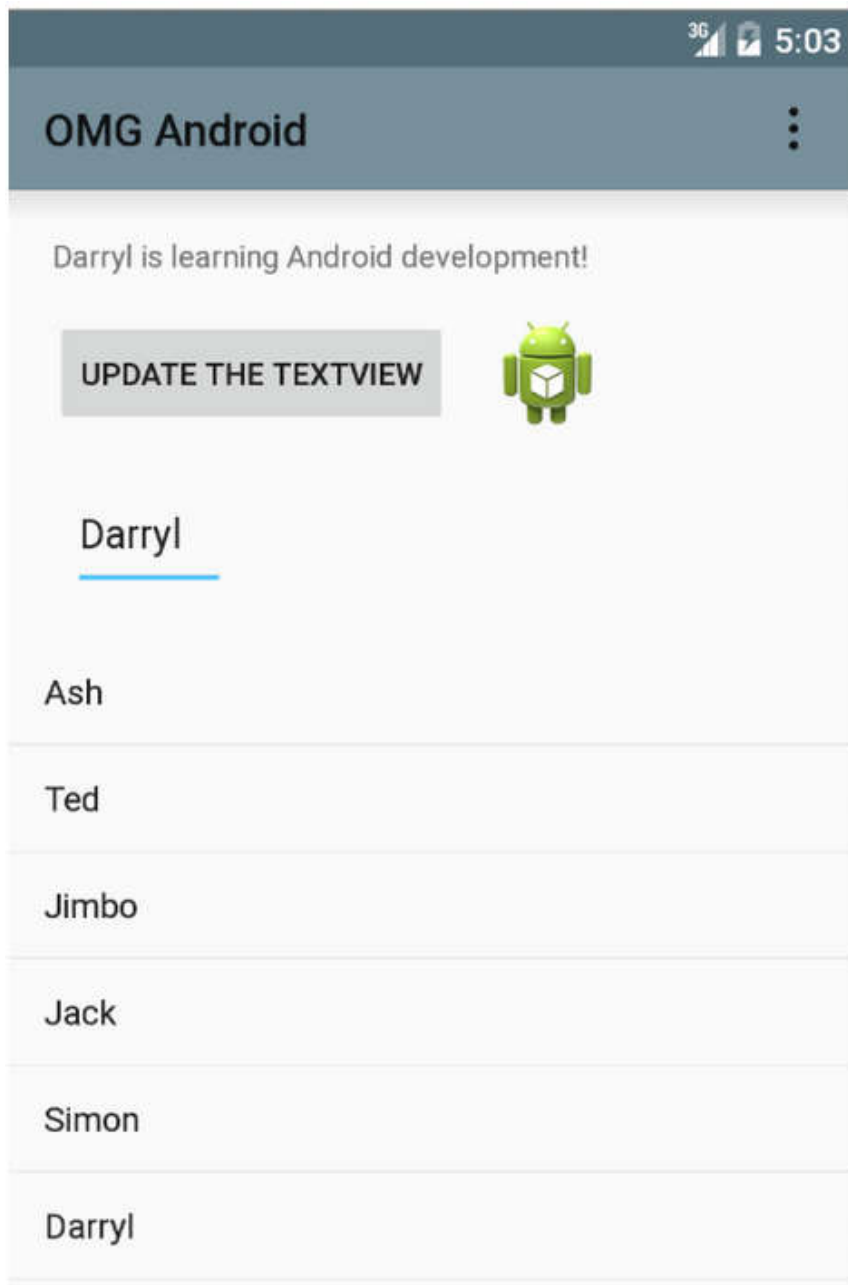 3G 5:03
OMG Android
Darryl is learning Android development!
UPDATE THE TEXTVIEW
Darryl
Ash
Ted
Jimbo
Jack
Simon
Darryl